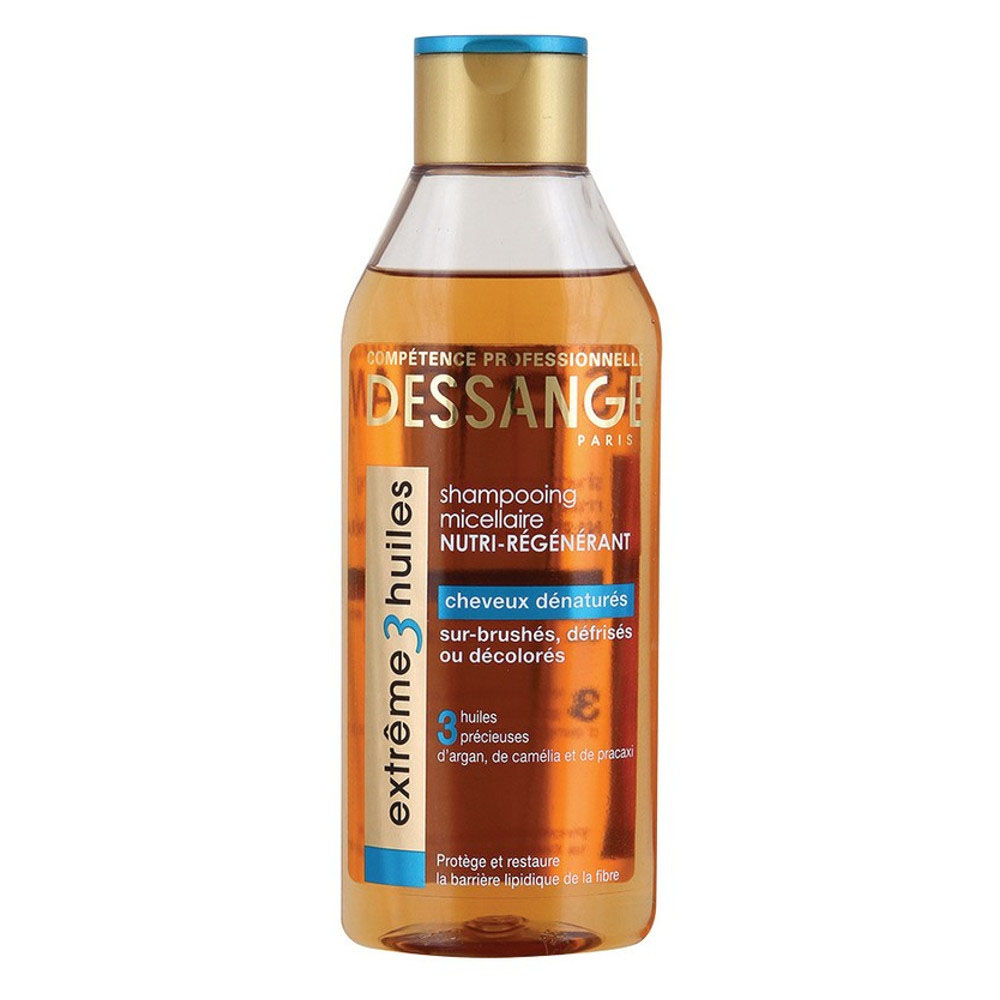 COMPÉTENCE PROFESSIONNELLE
DESSANGE
PARIS
extrême 3 huiles
shampooing
micellaire
NUTRI-RÉGÉNÉRANT
cheveux dénaturés
sur-brushés, défrisés
ou décolorés
3 huiles
précieuses
d'argan, de camélia et de pracaxi
Protège et restaure
la barrière lipidique de la fibre